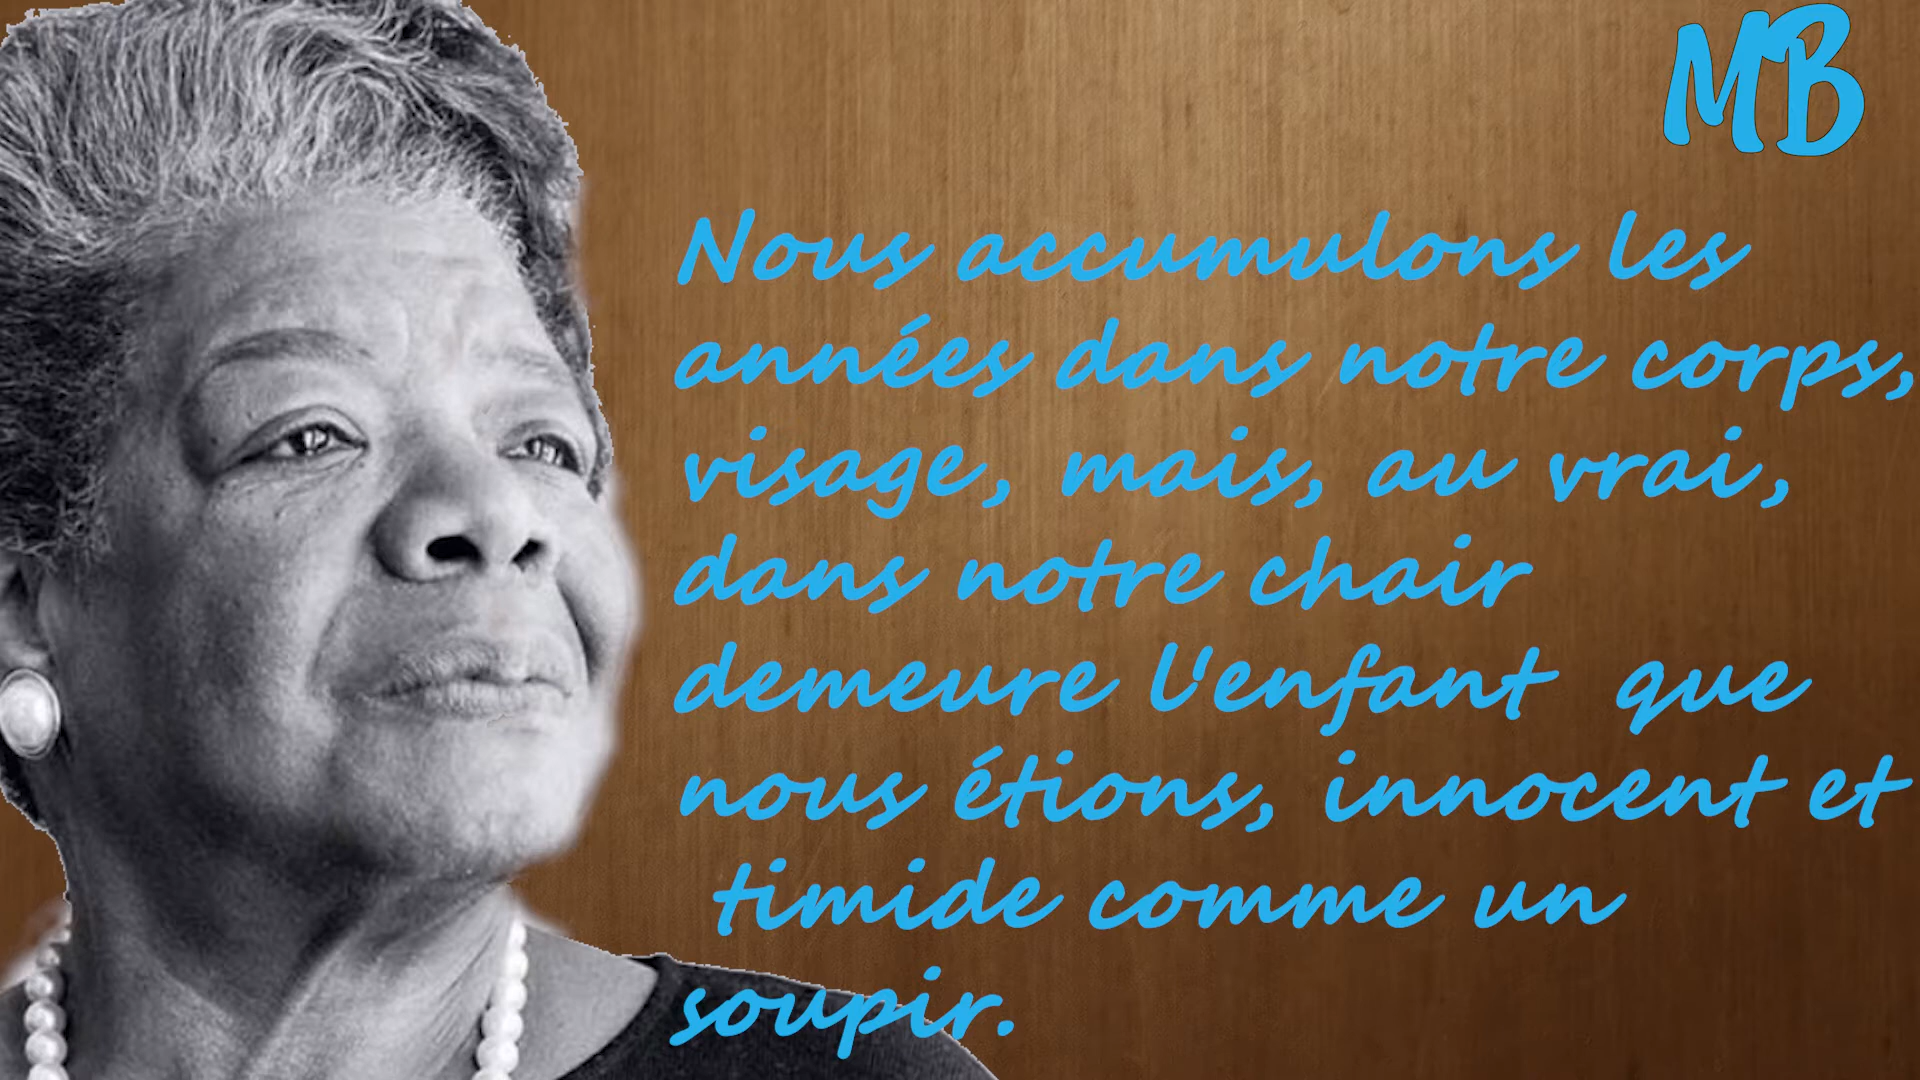 MB
Nous accumulons les
années dans notre corps,
visage, mais, au vrai,
dans notre chair
demeure l'enfant que
nous étions, innocent et
timide comme un
soupir.